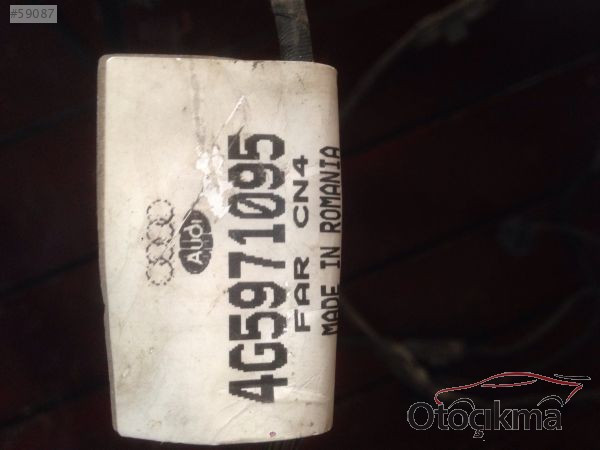 #59087
Audi
4G5971095
FAR CN4
MADE IN ROMANIA
Otoçıkma